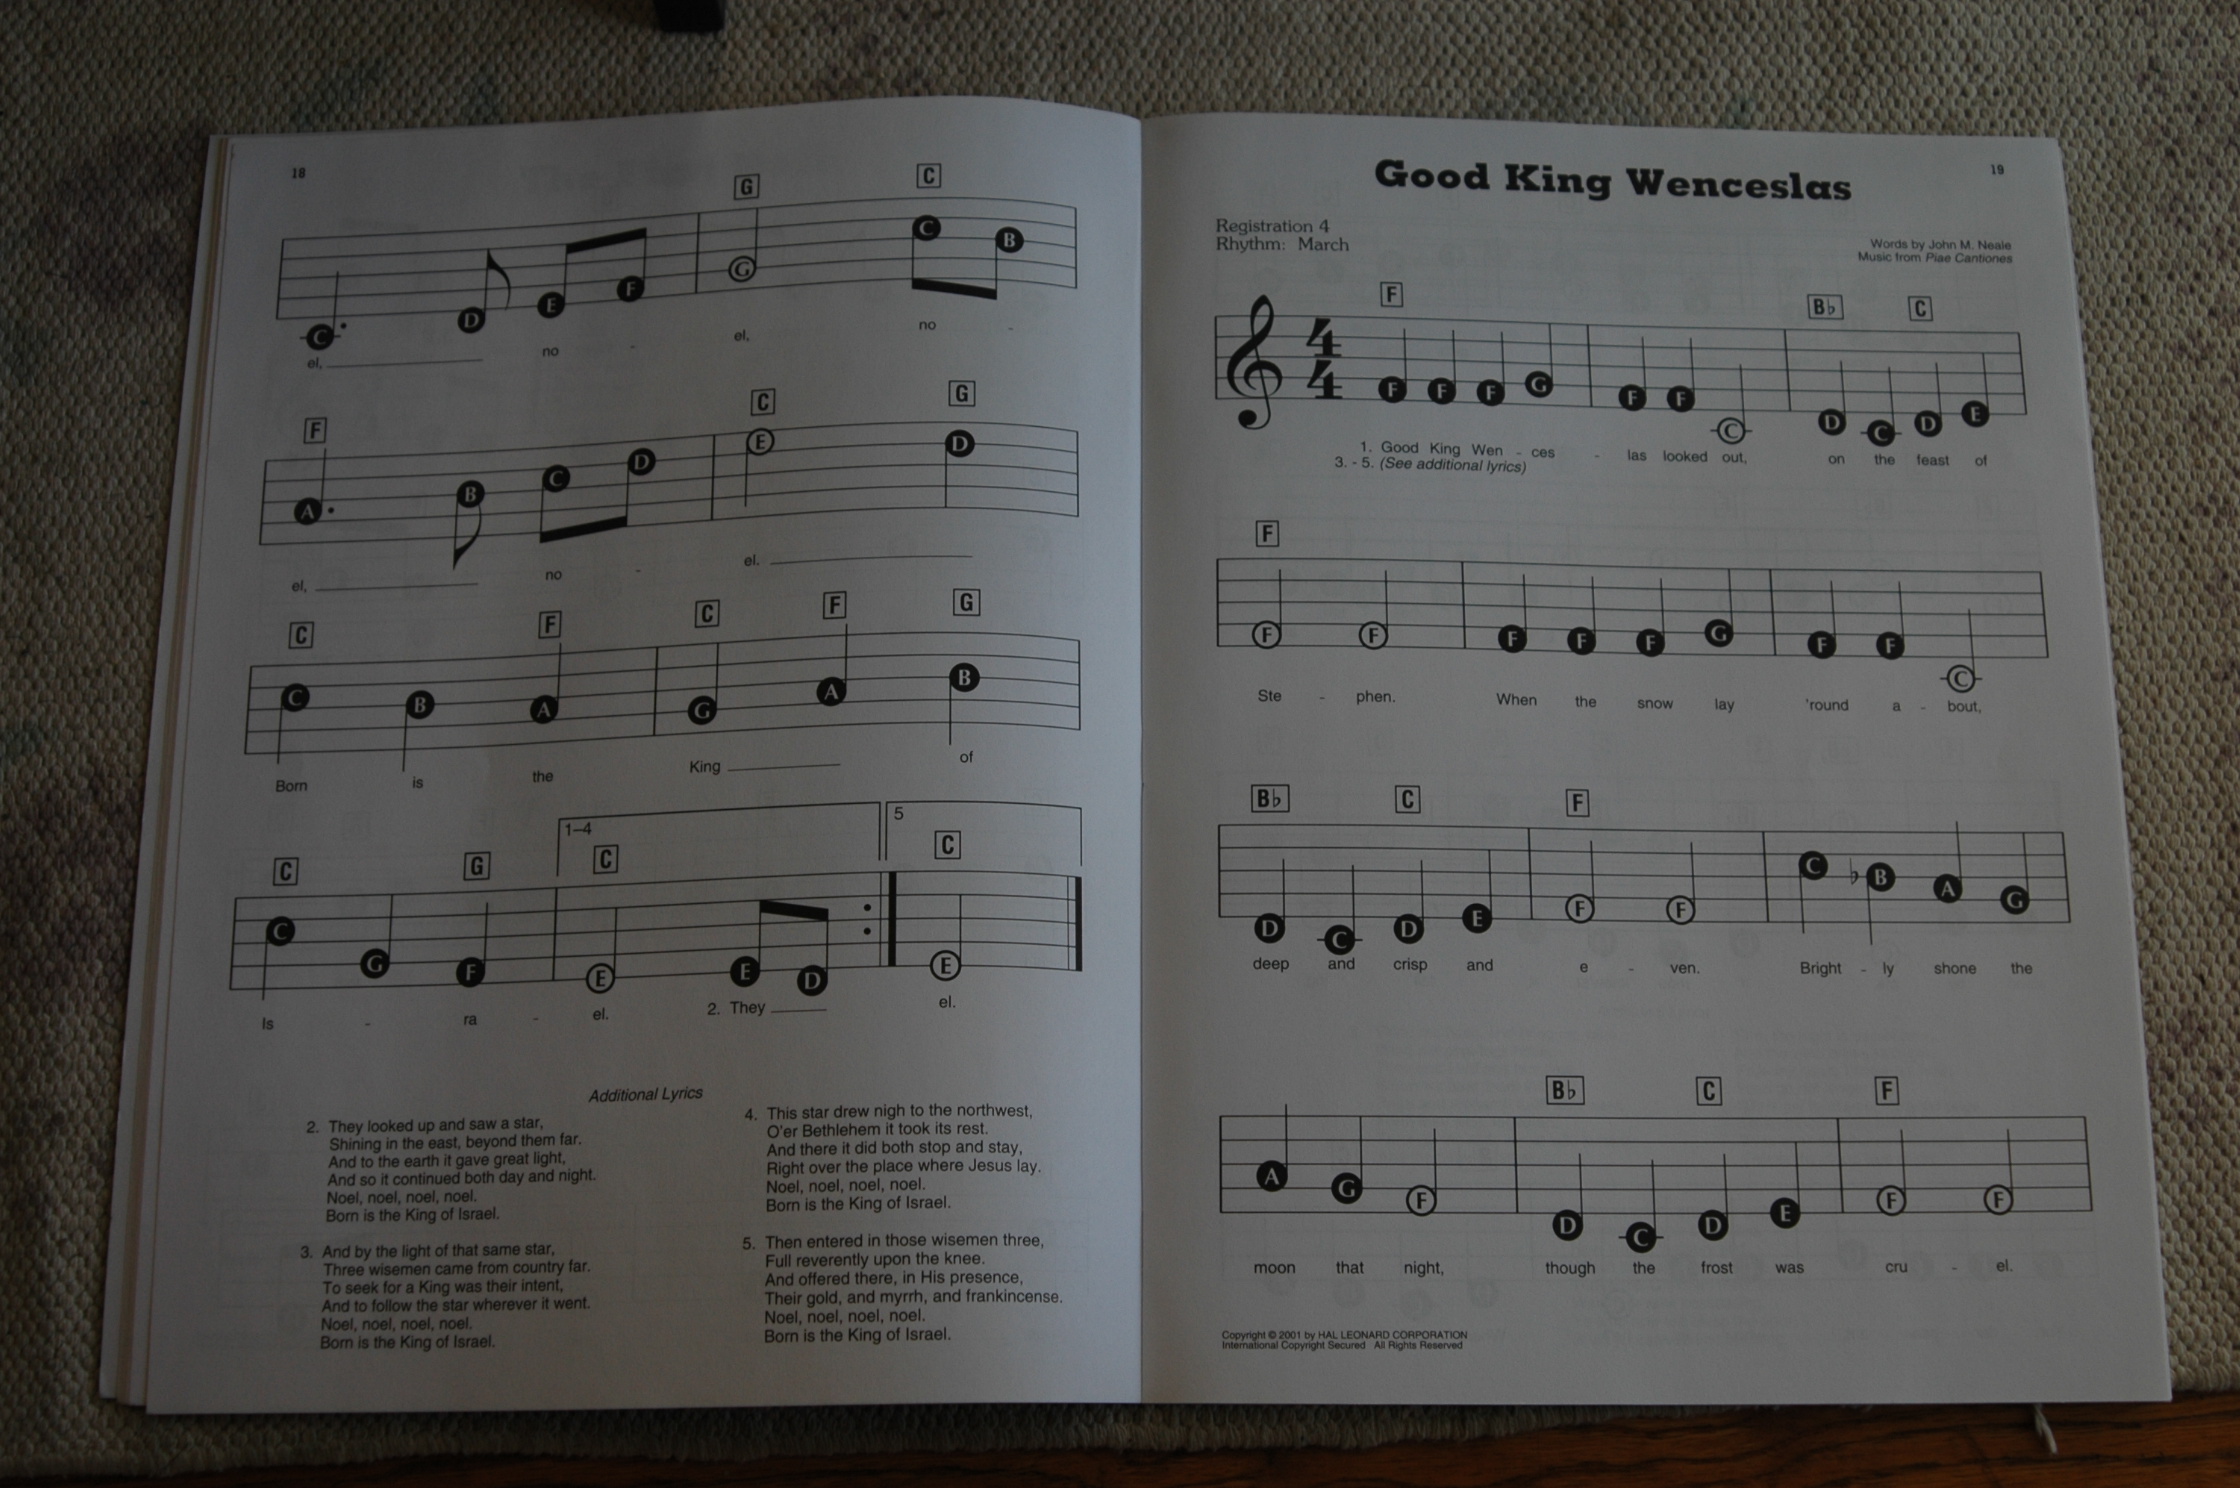 18
G C
C D E F G C B
el, no - el, no -
F C G
A B C D E D
el, no - el.
C F C F G
C B A G A B
Born is the King of
1–4 5
C G C C
C G F E E D E
Is - ra - el. 2. They el.
Additional Lyrics
2. They looked up and saw a star,
Shining in the east, beyond them far.
And to the earth it gave great light,
And so it continued both day and night.
Noel, noel, noel, noel.
Born is the King of Israel.
3. And by the light of that same star,
Three wisemen came from country far.
To seek for a King was their intent,
And to follow the star wherever it went.
Noel, noel, noel, noel.
Born is the King of Israel.
4. This star drew nigh to the northwest,
O'er Bethlehem it took its rest.
And there it did both stop and stay,
Right over the place where Jesus lay.
Noel, noel, noel, noel.
Born is the King of Israel.
5. Then entered in those wisemen three,
Full reverently upon the knee.
And offered there, in His presence,
Their gold, and myrrh, and frankincense.
Noel, noel, noel, noel.
Born is the King of Israel.
19
Good King Wenceslas
Registration 4
Rhythm: March
Words by John M. Neale
Music from Piae Cantiones
F B♭ C
4
4
F F F G F F C D C D E
1. Good King Wen - ces - las looked out, on the feast of
3. - 5. (See additional lyrics)
F
F F F F F G F F C
Ste - phen. When the snow lay 'round a - bout,
B♭ C F
D C D E F F C ♭B A G
deep and crisp and e - ven. Bright - ly shone the
B♭ C F
A G F D C D E F F
moon that night, though the frost was cru - el.
Copyright © 2001 by HAL LEONARD CORPORATION
International Copyright Secured All Rights Reserved